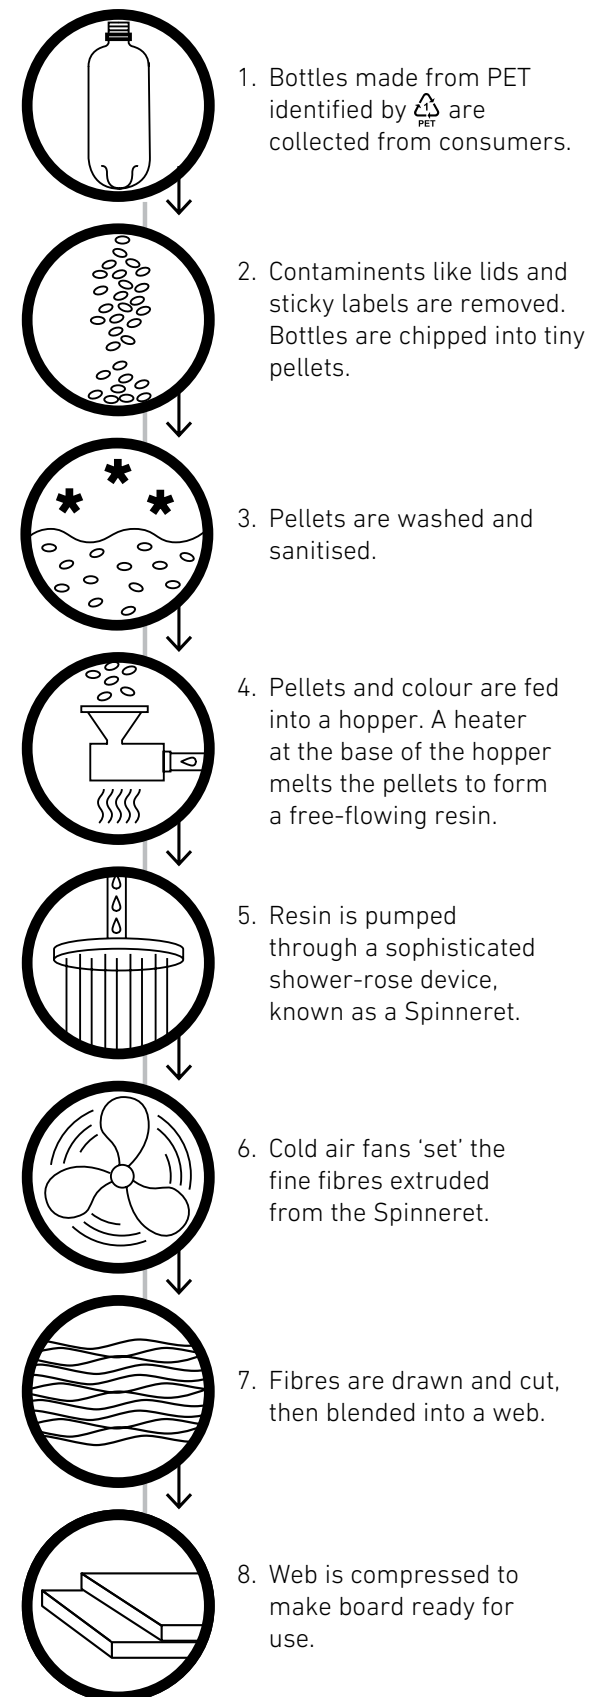 1. Bottles made from PET
identified by 1 PET are
collected from consumers.
2. Contaminents like lids and
sticky labels are removed.
Bottles are chipped into tiny
pellets.
3. Pellets are washed and
sanitised.
4. Pellets and colour are fed
into a hopper. A heater
at the base of the hopper
melts the pellets to form
a free-flowing resin.
5. Resin is pumped
through a sophisticated
shower-rose device,
known as a Spinneret.
6. Cold air fans ‘set’ the
fine fibres extruded
from the Spinneret.
7. Fibres are drawn and cut,
then blended into a web.
8. Web is compressed to
make board ready for
use.